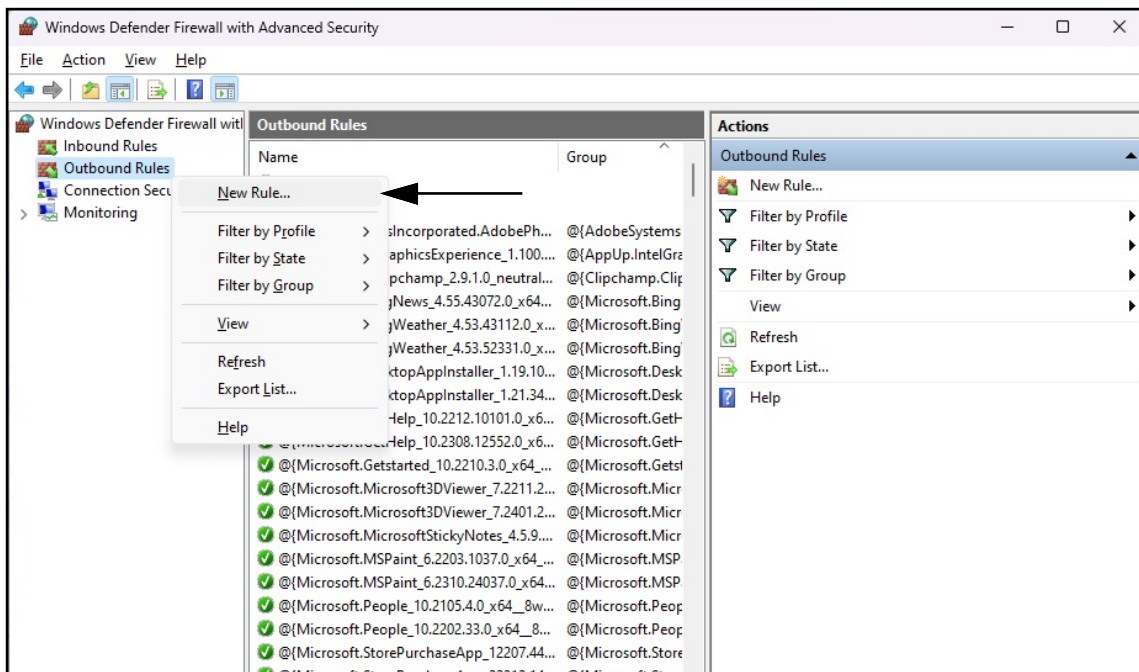 Windows Defender Firewall with Advanced Security
File Action View Help
Windows Defender Firewall with
Inbound Rules
Outbound Rules
Connection Secu
Monitoring
New Rule...
Filter by Profile
Filter by State
Filter by Group
View
Refresh
Export List...
Help
Outbound Rules
Name Group
sIncorporated.AdobePh... @{AdobeSystems
aphicsExperience_1.100.... @{AppUp.IntelGra
pchamp_2.9.1.0_neutral... @{Clipchamp.Clip
gNews_4.55.43072.0_x64... @{Microsoft.Bing
gWeather_4.53.43112.0_x... @{Microsoft.Bing
gWeather_4.53.52331.0_x... @{Microsoft.Bing
ktopAppInstaller_1.19.10... @{Microsoft.Desk
ktopAppInstaller_1.21.34... @{Microsoft.Desk
Help_10.2212.10101.0_x6... @{Microsoft.GetH
Help_10.2308.12552.0_x6... @{Microsoft.GetH
@{Microsoft.Getstarted_10.2210.3.0_x64_... @{Microsoft.Getst
@{Microsoft.Microsoft3DViewer_7.2211.2... @{Microsoft.Micr
@{Microsoft.Microsoft3DViewer_7.2401.2... @{Microsoft.Micr
@{Microsoft.MicrosoftStickyNotes_4.5.9.... @{Microsoft.Micr
@{Microsoft.MSPaint_6.2203.1037.0_x64_... @{Microsoft.MSP
@{Microsoft.MSPaint_6.2310.24037.0_x64... @{Microsoft.MSP
@{Microsoft.People_10.2105.4.0_x64__8w... @{Microsoft.Peop
@{Microsoft.People_10.2202.33.0_x64__8... @{Microsoft.Peop
@{Microsoft.StorePurchaseApp_12207.44... @{Microsoft.Store
Actions
Outbound Rules
New Rule...
Filter by Profile
Filter by State
Filter by Group
View
Refresh
Export List...
Help